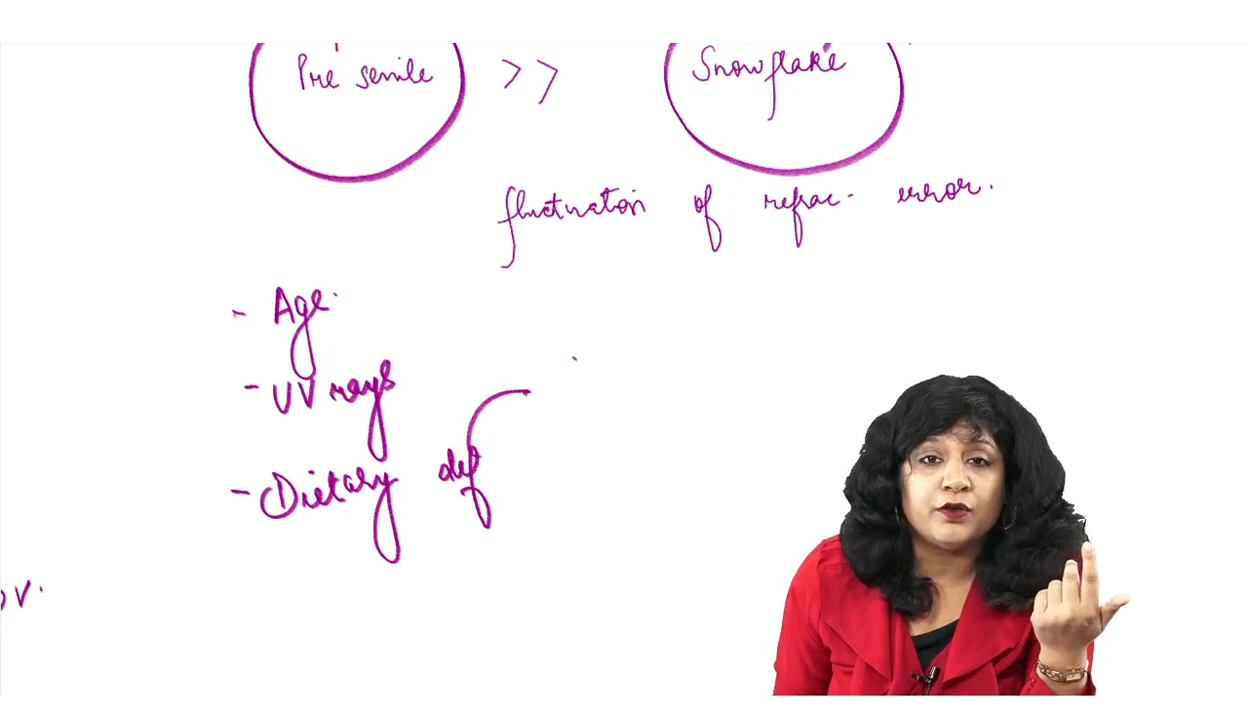 Pre senile >> Snowflake
fluctuation of refrac- error.
- Age
- UV rays
- Dietary def